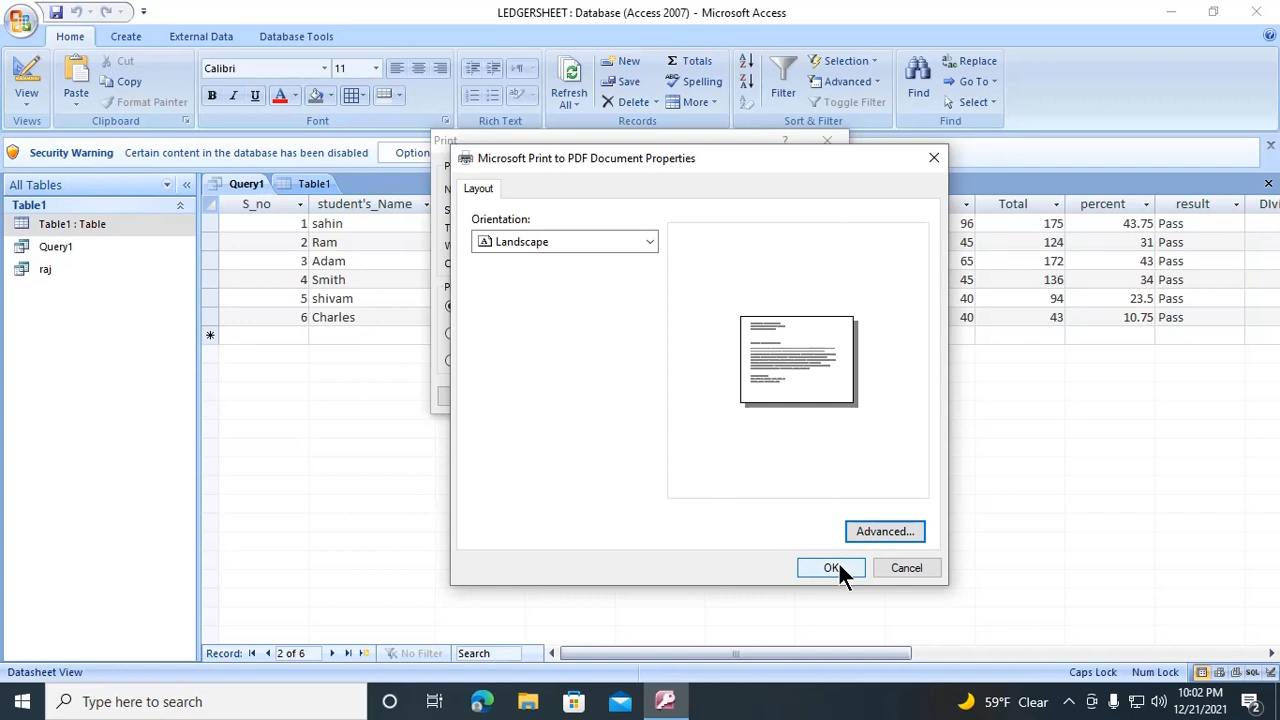 LEDGERSHEET : Database (Access 2007) - Microsoft Access
Home Create External Data Database Tools
View
Views
Paste
Cut
Copy
Format Painter
Clipboard
Calibri 11
B I U A
Font
Rich Text
Refresh All
New
Save
Delete
Totals
Spelling
More
Records
Filter
Selection
Advanced
Toggle Filter
Sort & Filter
Find
Replace
Go To
Select
Find
Security Warning Certain content in the database has been disabled Option
All Tables
Table1
Table1 : Table
Query1
raj
Query1 Table1
S_no student's_Name Total percent result Divi
1 sahin 96 175 43.75 Pass
2 Ram 45 124 31 Pass
3 Adam 65 172 43 Pass
4 Smith 45 136 34 Pass
5 shivam 40 94 23.5 Pass
6 Charles 40 43 10.75 Pass
Print
Microsoft Print to PDF Document Properties
Layout
Orientation:
Landscape
Advanced...
OK Cancel
Record: 2 of 6 No Filter Search
Datasheet View Caps Lock Num Lock SQL
Type here to search
59°F Clear
10:02 PM
12/21/2021
2